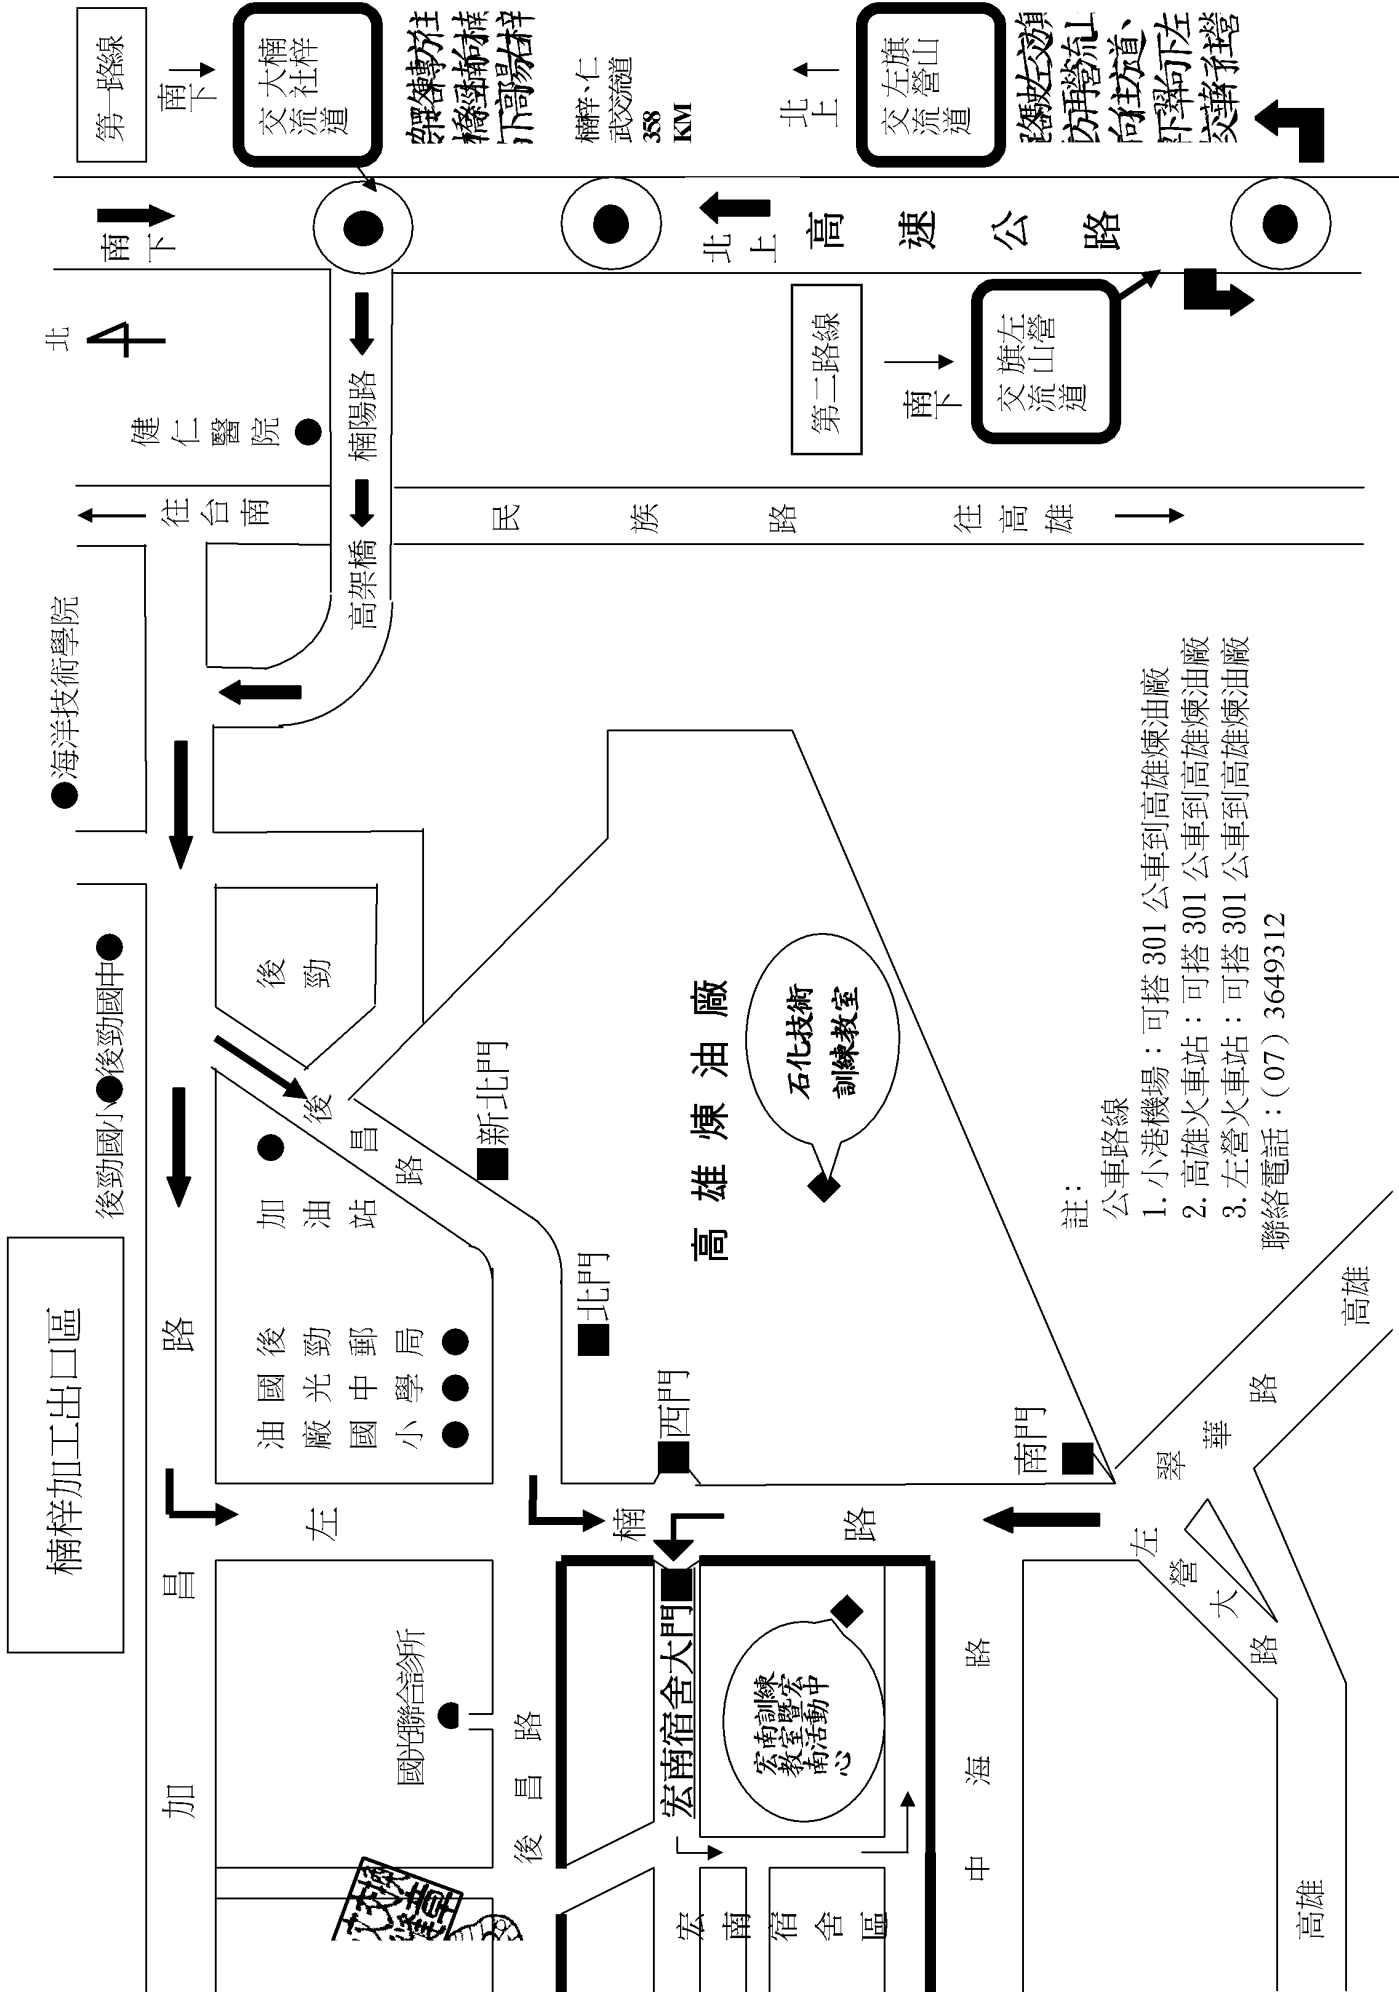 楠梓加工出口區
後勁國小
後勁國中
海洋技術學院
北
第一路線
南下
楠梓
大社
交流道
加昌路
南下
往台南
健仁醫院
後勁
加油站
後勁郵局
國光中學
油廠國小
國光聯合診所
左楠路
後昌路
後昌路
高架橋
楠陽路
新北門
北門
西門
南門
楠梓、仁
武交流道
358
KM
宏南宿舍大門
高雄煉油廠
石化技術
訓練教室
宏南訓練
教室暨宏
南活動中
心
宏南宿舍區
民族路
往高雄
北上
高速公路
第二路線
南下
左營
旗山
交流道
北上
旗山
左營
交流道
中海路
左營大路
翠華路
高雄
高雄
註：
公車路線
1. 小港機場：可搭 301 公車到高雄煉油廠
2. 高雄火車站：可搭 301 公車到高雄煉油廠
3. 左營火車站：可搭 301 公車到高雄煉油廠
聯絡電話：(07) 3649312